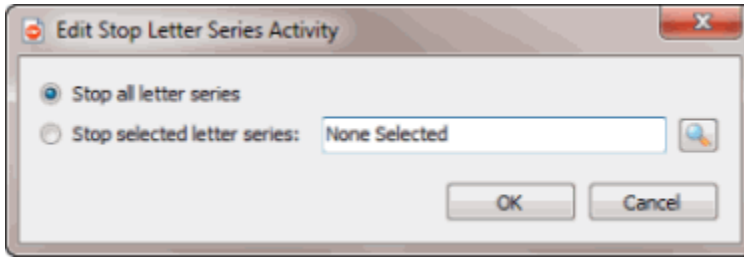 Edit Stop Letter Series Activity
Stop all letter series
Stop selected letter series: None Selected
OK Cancel